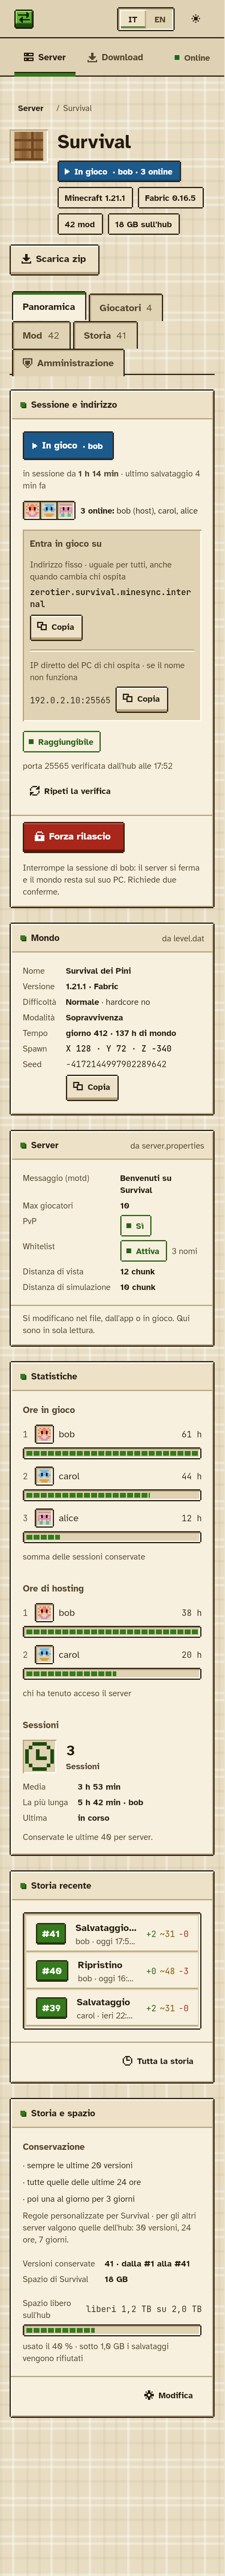 IT EN
Server Download Online
Server / Survival
Survival
In gioco · bob · 3 online
Minecraft 1.21.1 Fabric 0.16.5
42 mod 18 GB sull'hub
Scarica zip
Panoramica Giocatori 4
Mod 42 Storia 41
Amministrazione
Sessione e indirizzo
In gioco · bob
in sessione da 1 h 14 min · ultimo salvataggio 4
min fa
3 online: bob (host), carol, alice
Entra in gioco su
Indirizzo fisso · uguale per tutti, anche
quando cambia chi ospita
zerotier.survival.minesync.inter
nal
Copia
IP diretto del PC di chi ospita · se il nome
non funziona
192.0.2.10:25565 Copia
Raggiungibile
porta 25565 verificata dall'hub alle 17:52
Ripeti la verifica
Forza rilascio
Interrompe la sessione di bob: il server si ferma
e il mondo resta sul suo PC. Richiede due
conferme.
Mondo da level.dat
Nome Survival dei Pini
Versione 1.21.1 · Fabric
Difficoltà Normale · hardcore no
Modalità Sopravvivenza
Tempo giorno 412 · 137 h di mondo
Spawn X 128 · Y 72 · Z -340
Seed -4172144997902289642
Copia
Server da server.properties
Messaggio (motd) Benvenuti su
Survival
Max giocatori 10
PvP Sì
Whitelist Attiva 3 nomi
Distanza di vista 12 chunk
Distanza di simulazione 10 chunk
Si modificano nel file, dall'app o in gioco. Qui
sono in sola lettura.
Statistiche
Ore in gioco
1 bob 61 h
2 carol 44 h
3 alice 12 h
somma delle sessioni conservate
Ore di hosting
1 bob 38 h
2 carol 20 h
chi ha tenuto acceso il server
Sessioni
3
Sessioni
Media 3 h 53 min
La più lunga 5 h 42 min · bob
Ultima in corso
Conservate le ultime 40 per server.
Storia recente
#41 Salvataggio... +2 ~31 -0
bob · oggi 17:5...
#40 Ripristino +0 ~48 -3
bob · oggi 16:...
#39 Salvataggio +2 ~31 -0
carol · ieri 22:...
Tutta la storia
Storia e spazio
Conservazione
· sempre le ultime 20 versioni
· tutte quelle delle ultime 24 ore
· poi una al giorno per 3 giorni
Regole personalizzate per Survival · per gli altri
server valgono quelle dell'hub: 30 versioni, 24
ore, 7 giorni.
Versioni conservate 41 · dalla #1 alla #41
Spazio di Survival 18 GB
Spazio libero
sull'hub liberi 1,2 TB su 2,0 TB
usato il 40 % · sotto 1,0 GB i salvataggi
vengono rifiutati
Modifica